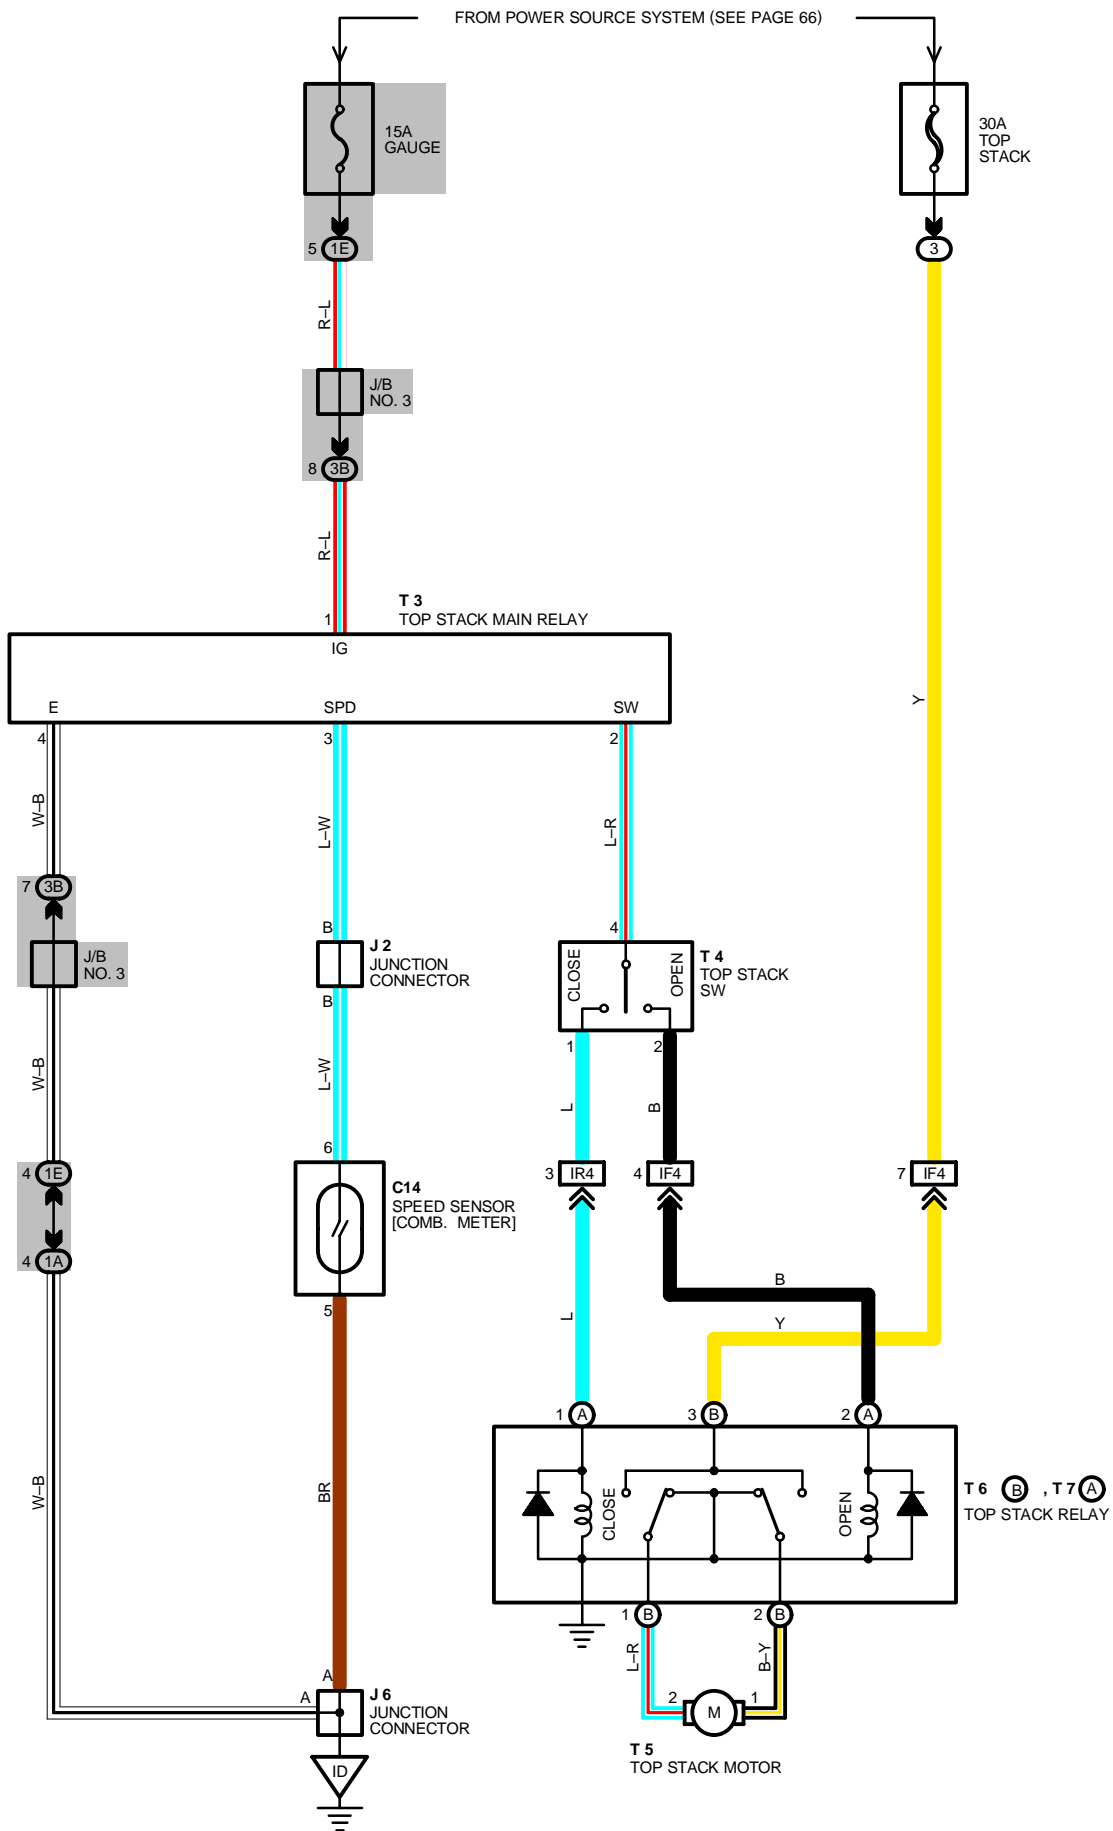 FROM POWER SOURCE SYSTEM (SEE PAGE 66)
15A
GAUGE
30A
TOP
STACK
5 1E
3
R–L
J/B
NO. 3
8 3B
R–L
Y
1
T 3
TOP STACK MAIN RELAY
IG
E SPD SW
4 3 2
W–B
L–W
L–R
7 3B
B
4
J/B
NO. 3
J 2
JUNCTION
CONNECTOR
CLOSE
OPEN
T 4
TOP STACK
SW
B
1 2
W–B
L–W
L
B
6
4 1E
3 IR4
4 IF4
7 IF4
C14
SPEED SENSOR
[COMB. METER]
4 1A
5
B
L
Y
1 A
3 B
2 A
W–B
BR
CLOSE
OPEN
T 6 B , T 7 A
TOP STACK RELAY
1 B
2 B
L–R
B–Y
A
A
J 6
JUNCTION
CONNECTOR
2 M 1
T 5
TOP STACK MOTOR
ID